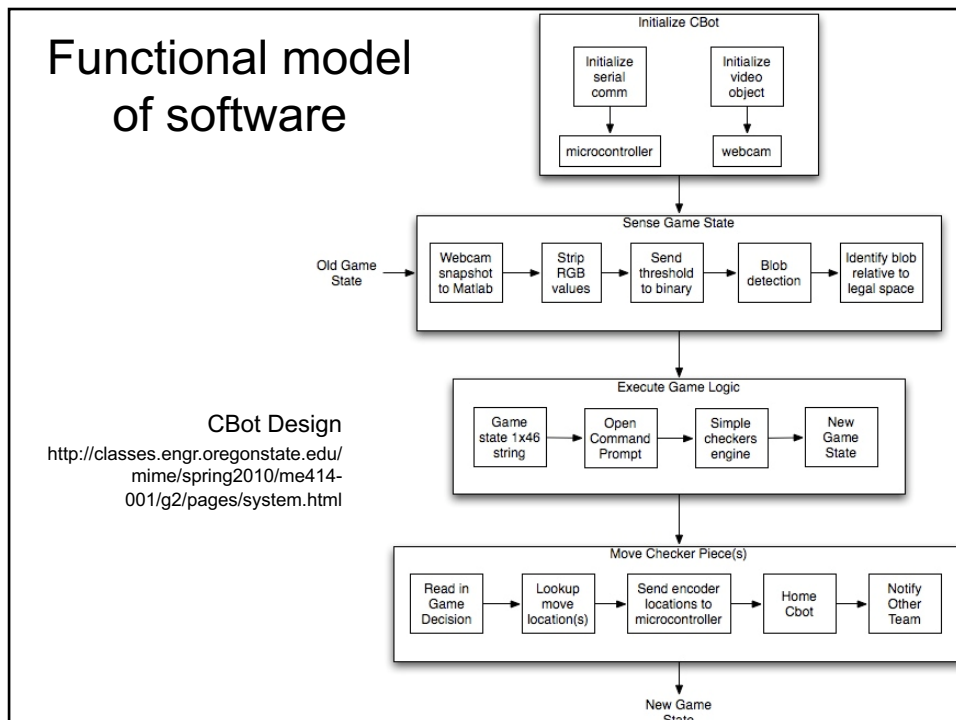 Functional model
of software
Initialize CBot
Initialize
serial
comm
Initialize
video
object
microcontroller
webcam
Sense Game State
Old Game
State
Webcam
snapshot
to Matlab
Strip
RGB
values
Send
threshold
to binary
Blob
detection
Identify blob
relative to
legal space
Execute Game Logic
Game
state 1x46
string
Open
Command
Prompt
Simple
checkers
engine
New
Game
State
CBot Design
http://classes.engr.oregonstate.edu/
mime/spring2010/me414-
001/g2/pages/system.html
Move Checker Piece(s)
Read in
Game
Decision
Lookup
move
location(s)
Send encoder
locations to
microcontroller
Home
Cbot
Notify
Other
Team
New Game
State